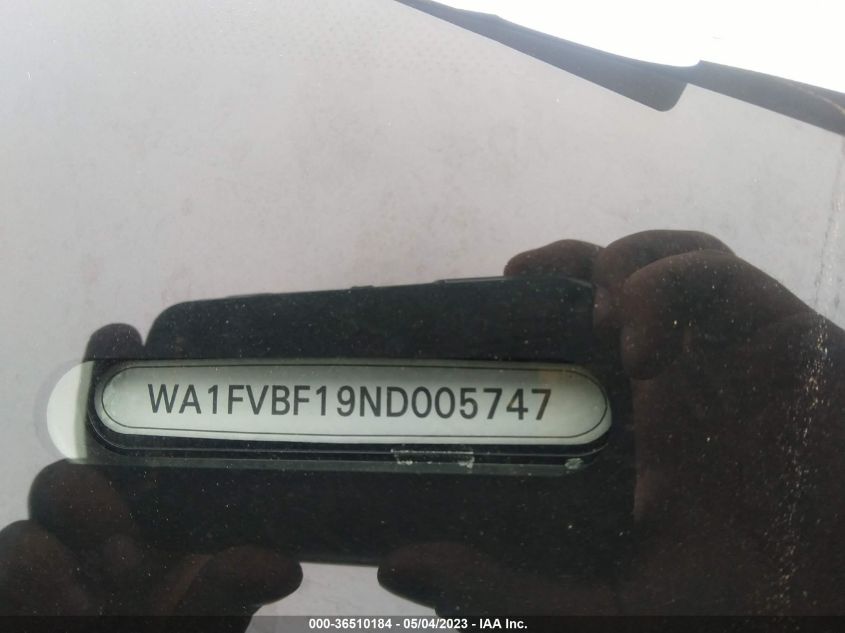 WA1FVBF19ND005747
000-36510184 - 05/04/2023 - IAA Inc.